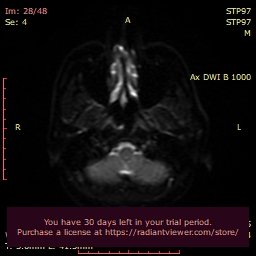 Im: 28/48
Se: 4
A
STP97
STP97
M
Ax DWI B 1000
R
L
You have 30 days left in your trial period.
Purchase a license at https://radiantviewer.com/store/